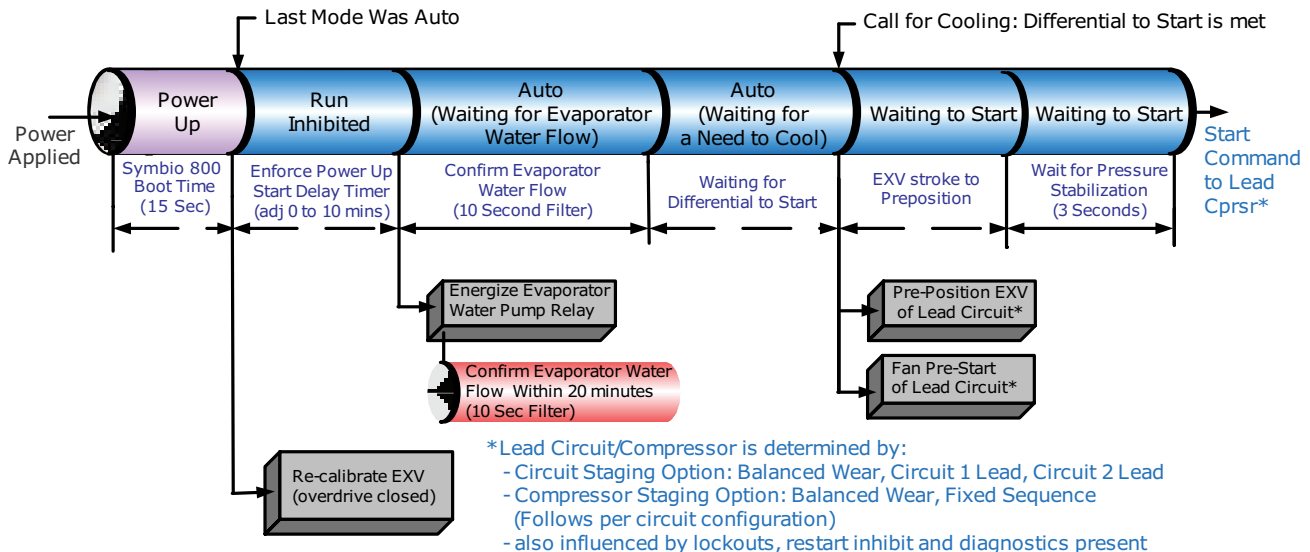 Last Mode Was Auto
Call for Cooling: Differential to Start is met
Power
Applied
Power
Up
Run
Inhibited
Auto
(Waiting for Evaporator
Water Flow)
Auto
(Waiting for
a Need to Cool)
Waiting to Start
Waiting to Start
Start
Command
to Lead
Cprsr*
Symbio 800
Boot Time
(15 Sec)
Enforce Power Up
Start Delay Timer
(adj 0 to 10 mins)
Confirm Evaporator
Water Flow
(10 Second Filter)
Waiting for
Differential to Start
EXV stroke to
Preposition
Wait for Pressure
Stabilization
(3 Seconds)
Energize Evaporator
Water Pump Relay
Confirm Evaporator Water
Flow Within 20 minutes
(10 Sec Filter)
Pre-Position EXV
of Lead Circuit*
Fan Pre-Start
of Lead Circuit*
Re-calibrate EXV
(overdrive closed)
*Lead Circuit/Compressor is determined by:
- Circuit Staging Option: Balanced Wear, Circuit 1 Lead, Circuit 2 Lead
- Compressor Staging Option: Balanced Wear, Fixed Sequence
(Follows per circuit configuration)
- also influenced by lockouts, restart inhibit and diagnostics present